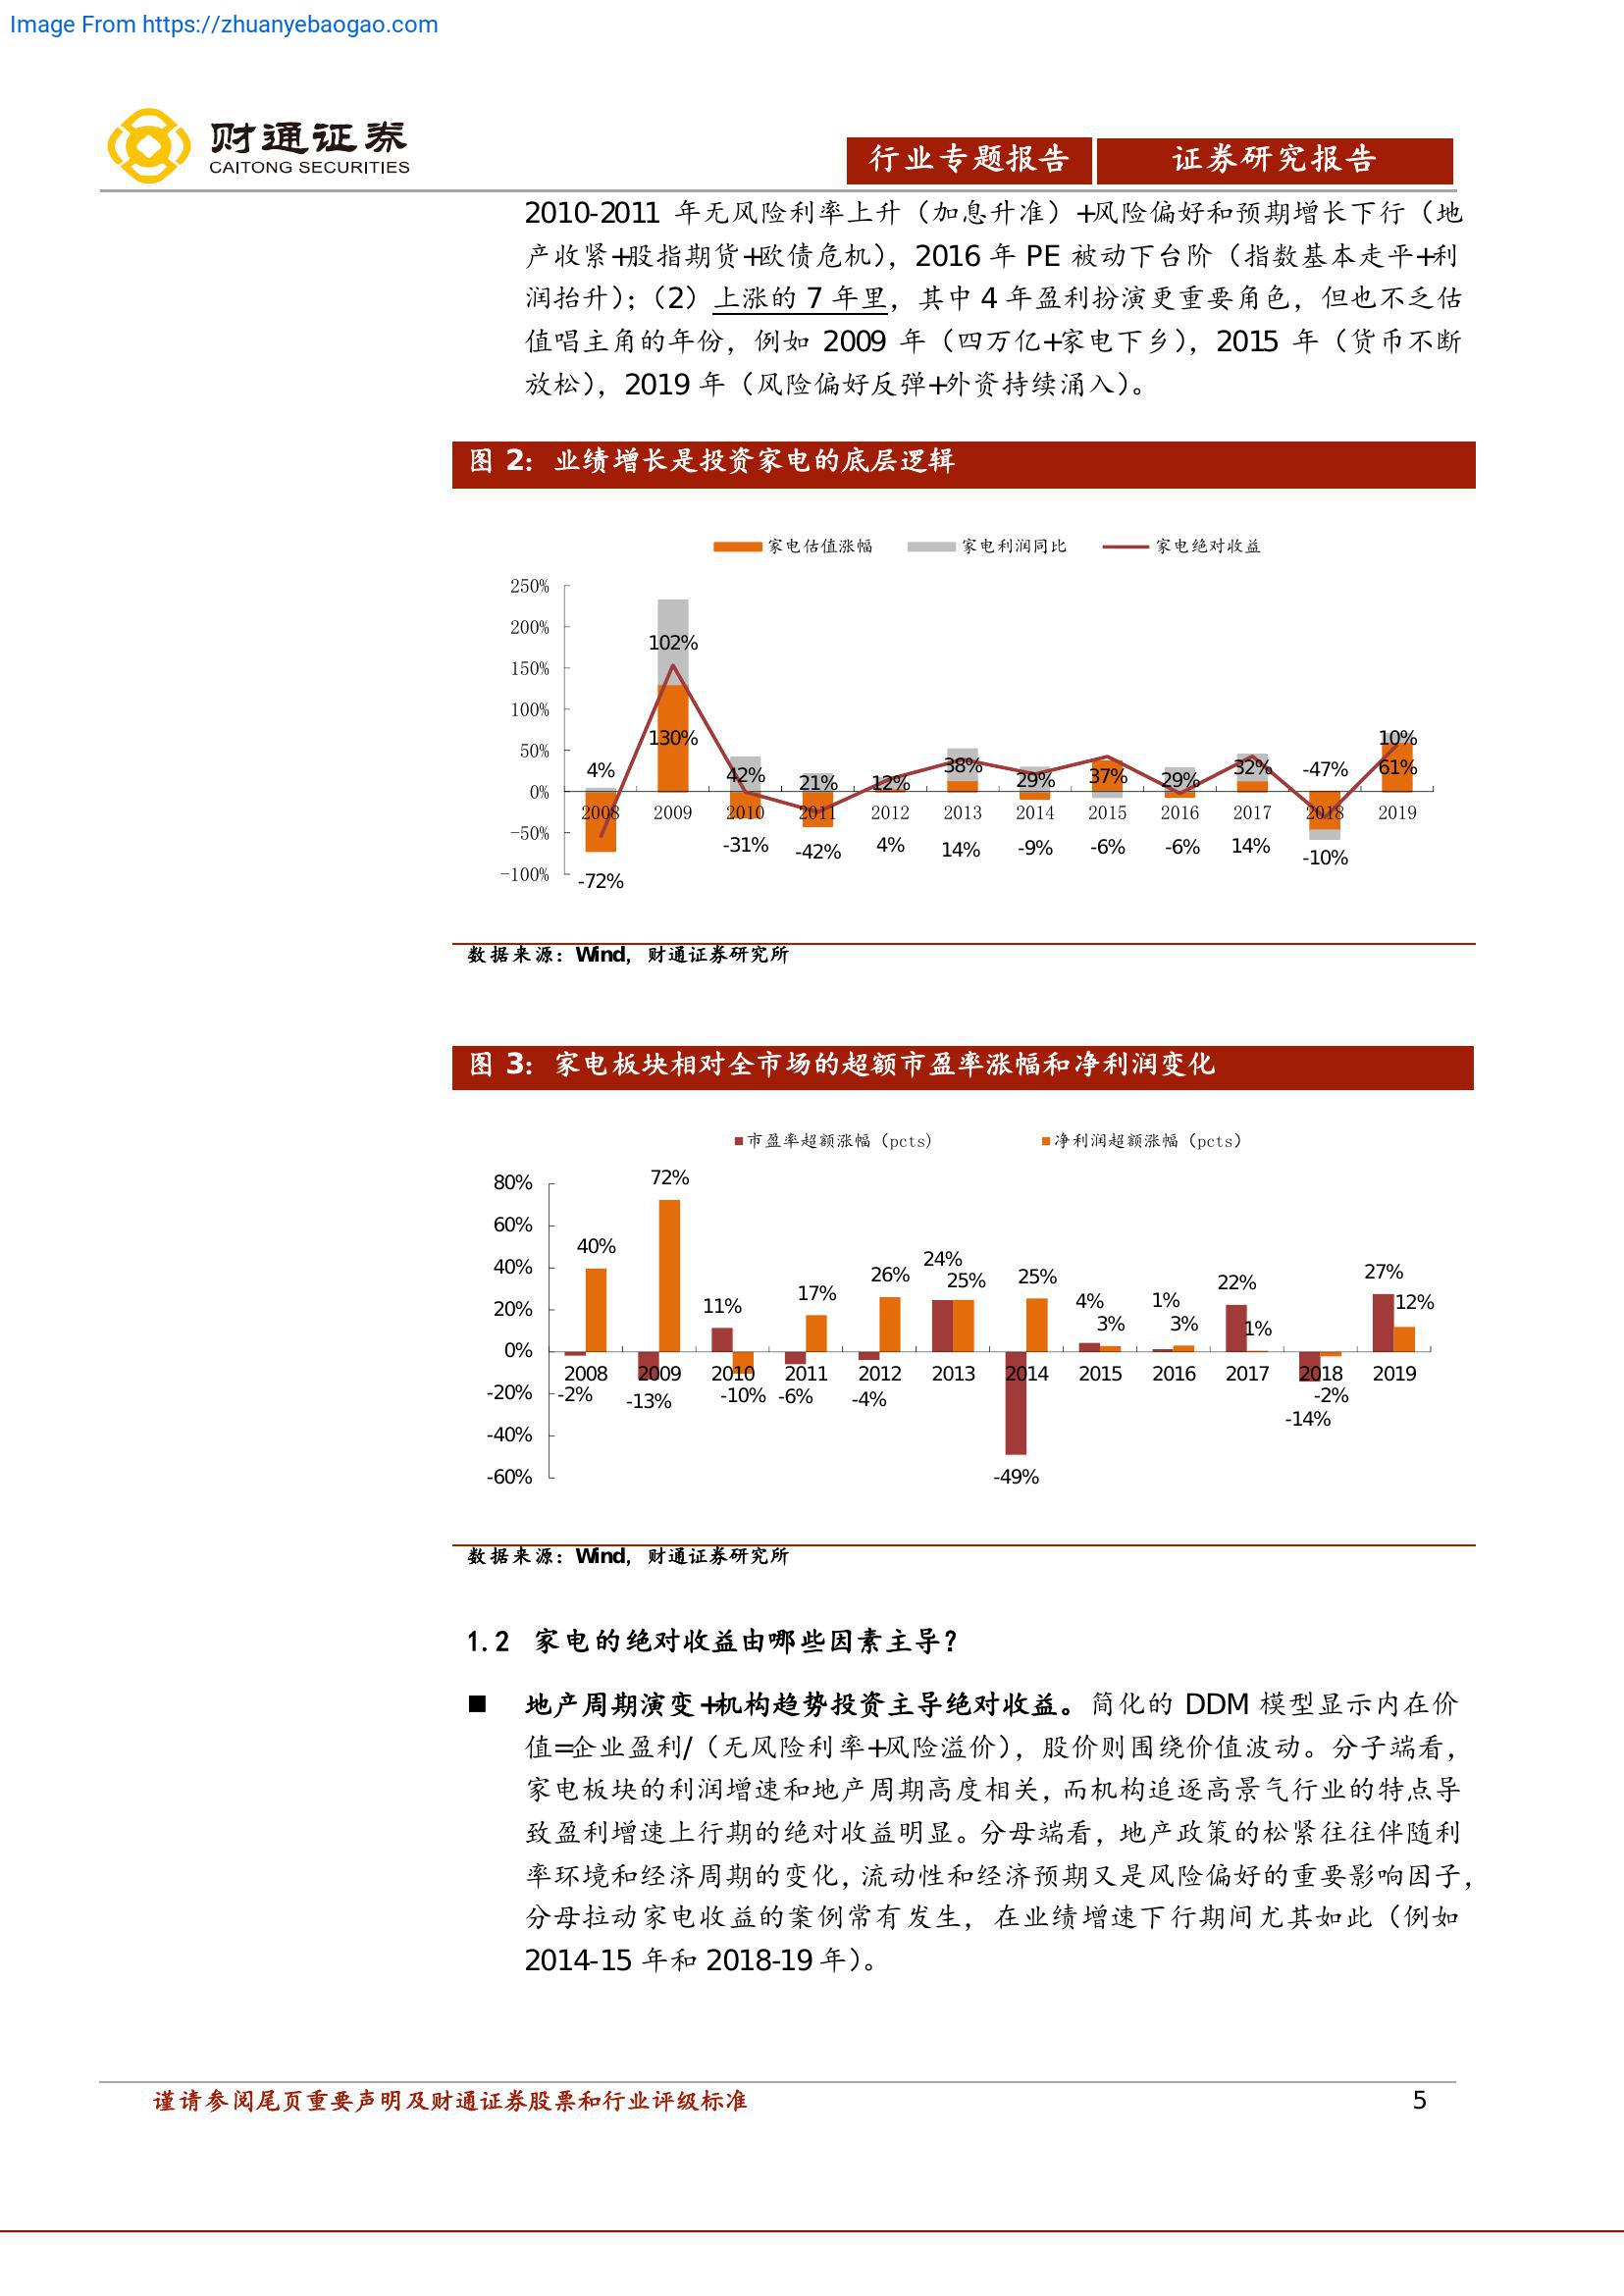 Image From https://zhuanyebaogao.com
财通证券
CAITONG SECURITIES
行业专题报告 证券研究报告
2010-2011 年无风险利率上升（加息升准）+风险偏好和预期增长下行（地
产收紧+股指期货+欧债危机），2016 年 PE 被动下台阶（指数基本走平+利
润抬升）；（2）上涨的 7 年里，其中 4 年盈利扮演更重要角色，但也不乏估
值唱主角的年份，例如 2009 年（四万亿+家电下乡），2015 年（货币不断
放松），2019 年（风险偏好反弹+外资持续涌入）。
图 2：业绩增长是投资家电的底层逻辑
家电估值涨幅 家电利润同比 家电绝对收益
250%
200%
150%
100%
50%
0%
-50%
-100%
4% 102% 42% 21% 12% 38% 29% 37% 29% 32% -47% 10%
130% 61%
2008 2009 2010 2011 2012 2013 2014 2015 2016 2017 2018 2019
-72% -31% -42% 4% 14% -9% -6% -6% 14% -10%
数据来源：Wind，财通证券研究所
图 3：家电板块相对全市场的超额市盈率涨幅和净利润变化
市盈率超额涨幅（pcts） 净利润超额涨幅（pcts）
80%
60%
40%
20%
0%
-20%
-40%
-60%
40% 72% 11% 17% 26% 24% 25% 25% 4% 3% 1% 3% 22% 1% 27% 12%
2008 2009 2010 2011 2012 2013 2014 2015 2016 2017 2018 2019
-2% -13% -10% -6% -4% -49% -14% -2%
数据来源：Wind，财通证券研究所
1.2 家电的绝对收益由哪些因素主导？
■ 地产周期演变+机构趋势投资主导绝对收益。简化的 DDM 模型显示内在价
值=企业盈利/（无风险利率+风险溢价），股价则围绕价值波动。分子端看，
家电板块的利润增速和地产周期高度相关，而机构追逐高景气行业的特点导
致盈利增速上行期的绝对收益明显。分母端看，地产政策的松紧往往伴随利
率环境和经济周期的变化，流动性和经济预期又是风险偏好的重要影响因子，
分母拉动家电收益的案例常有发生，在业绩增速下行期间尤其如此（例如
2014-15 年和 2018-19 年）。
谨请参阅尾页重要声明及财通证券股票和行业评级标准 5